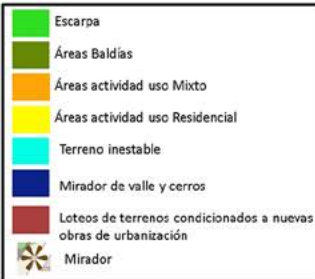 Escarpa
Áreas Baldías
Áreas actividad uso Mixto
Áreas actividad uso Residencial
Terreno inestable
Mirador de valle y cerros
Loteos de terrenos condicionados a nuevas
obras de urbanización
Mirador